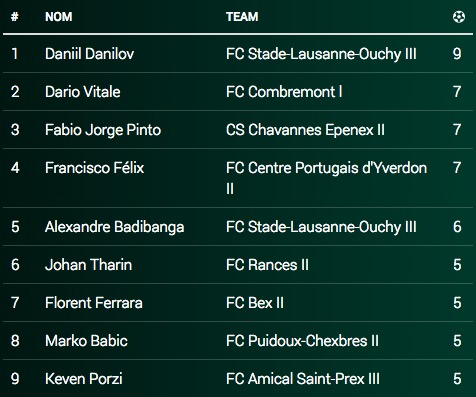 # NOM TEAM
1 Daniil Danilov FC Stade-Lausanne-Ouchy III 9
2 Dario Vitale FC Combremont I 7
3 Fabio Jorge Pinto CS Chavannes Epenex II 7
4 Francisco Félix FC Centre Portugais d'Yverdon 7
II
5 Alexandre Badibanga FC Stade-Lausanne-Ouchy III 6
6 Johan Tharin FC Rances II 5
7 Florent Ferrara FC Bex II 5
8 Marko Babic FC Puidoux-Chexbres II 5
9 Keven Porzi FC Amical Saint-Prex III 5